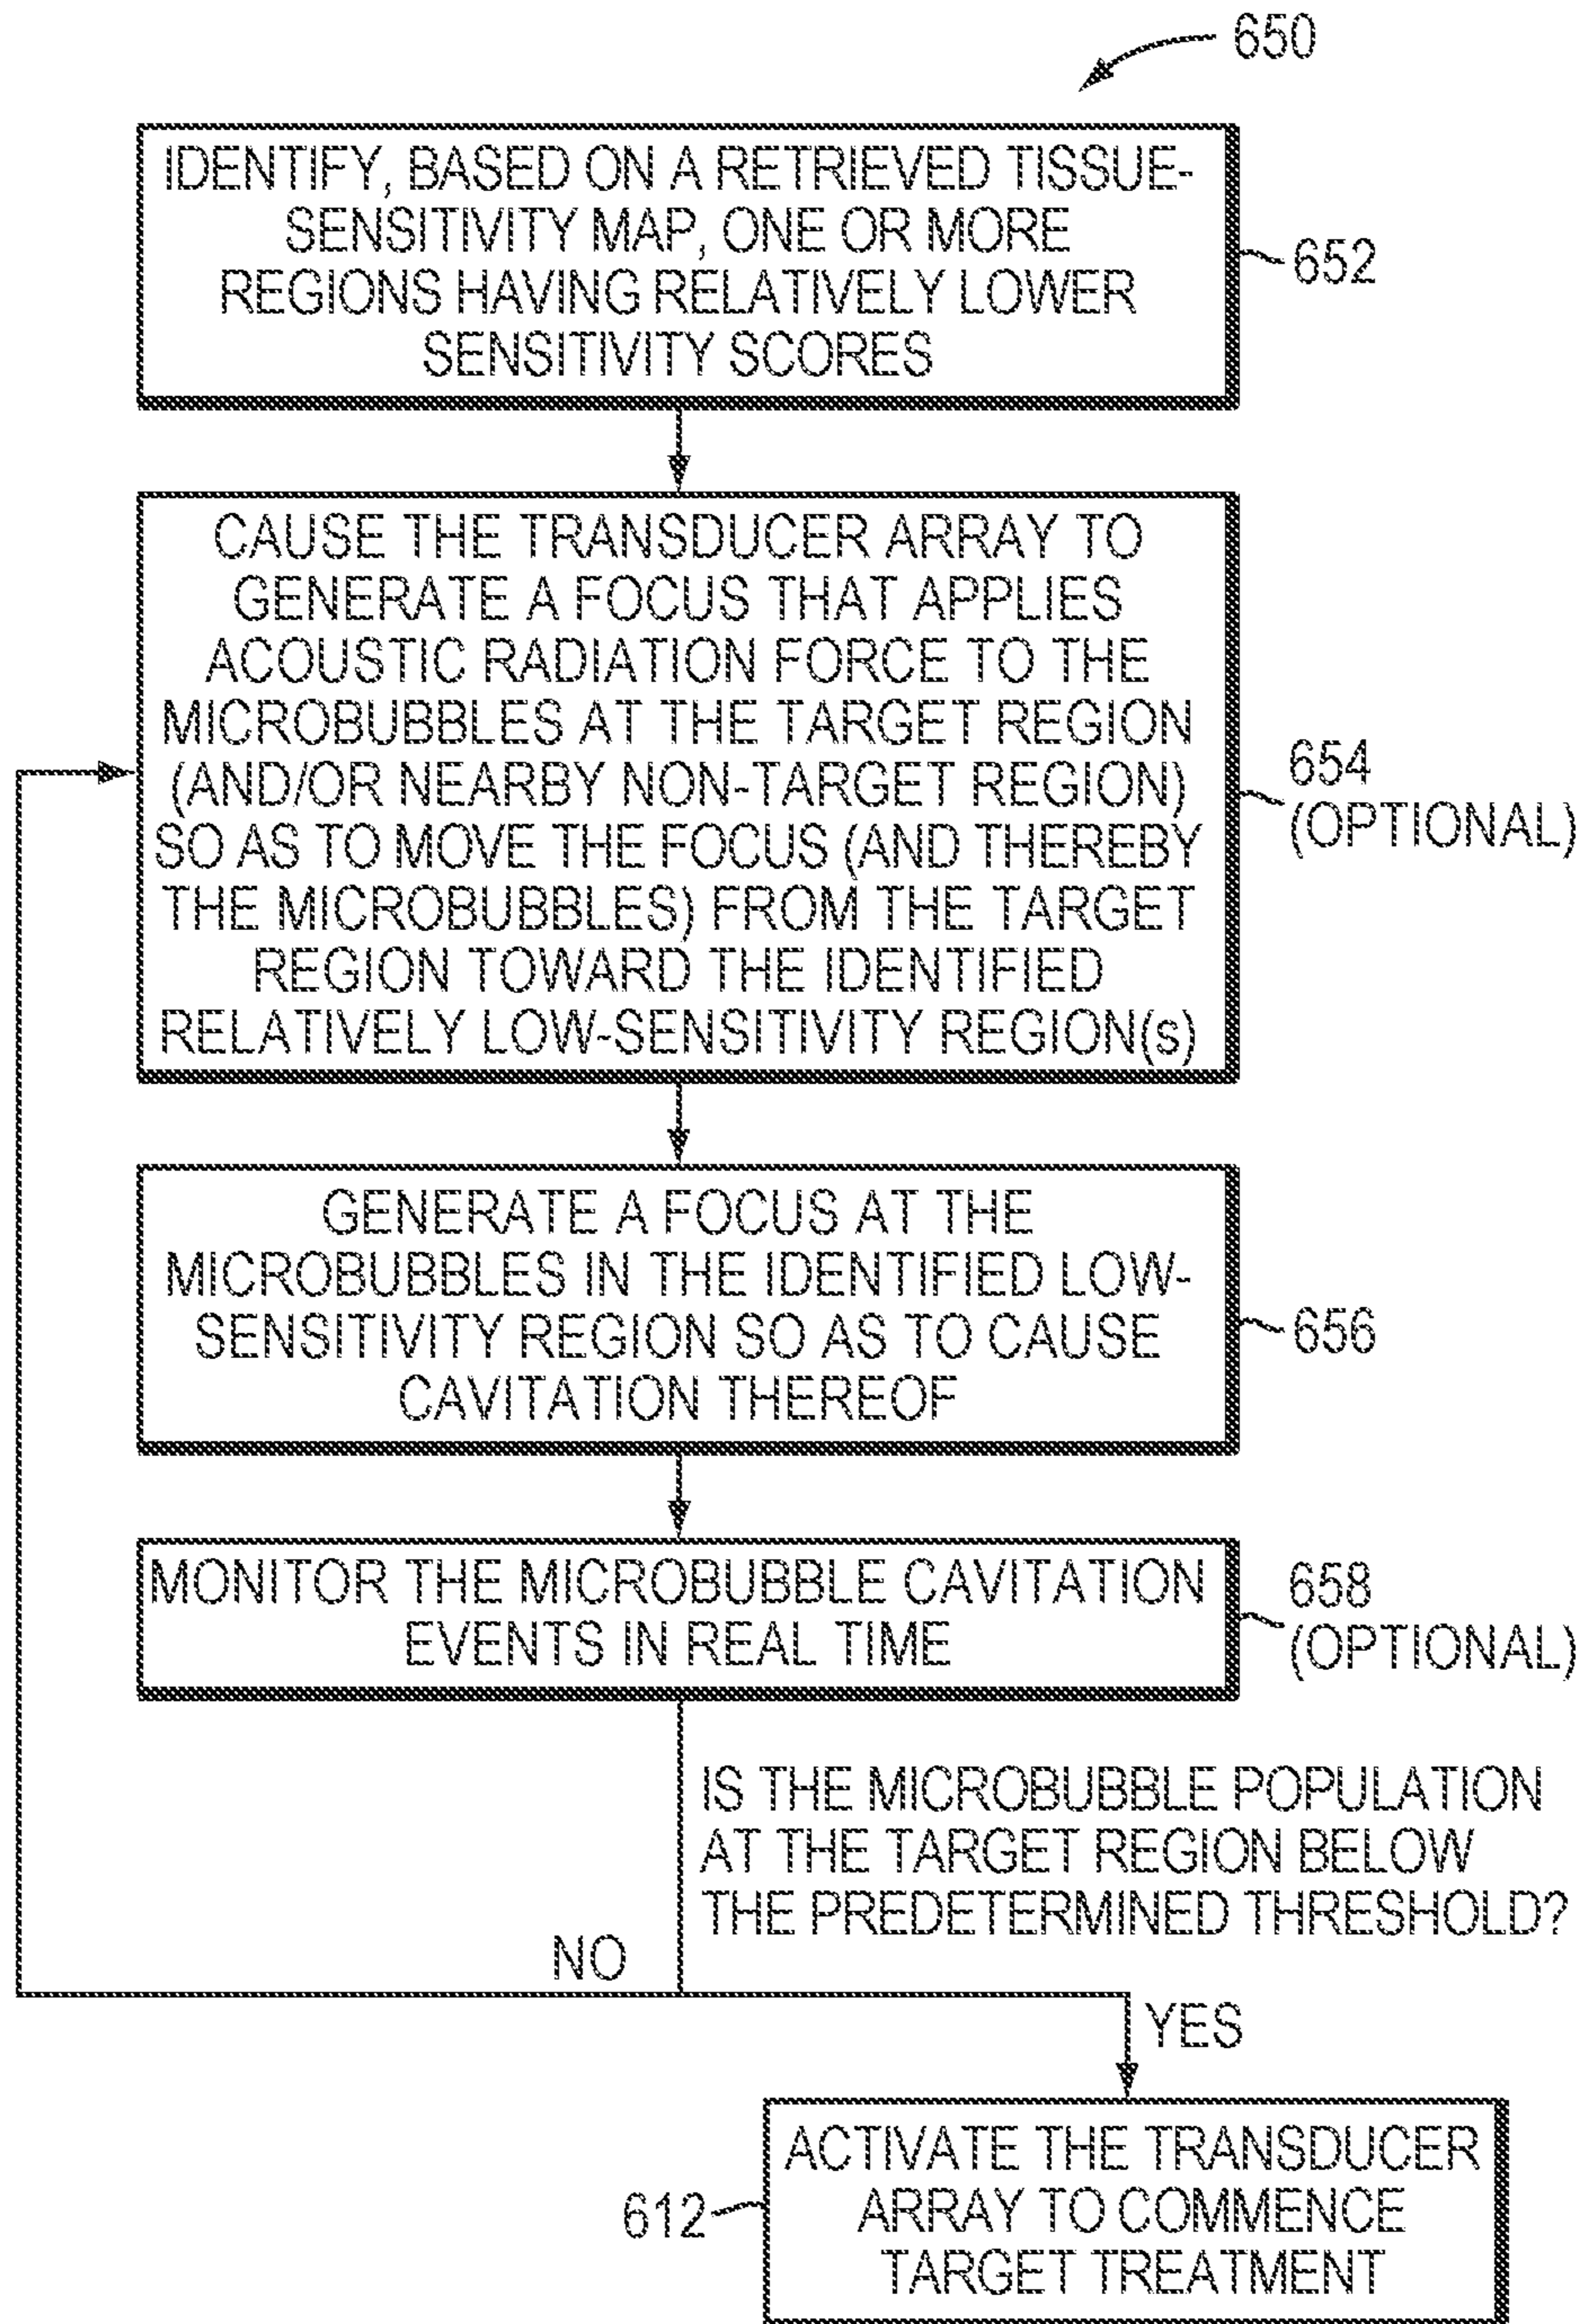 650
IDENTIFY, BASED ON A RETRIEVED TISSUE-
SENSITIVITY MAP, ONE OR MORE
REGIONS HAVING RELATIVELY LOWER
SENSITIVITY SCORES
652
CAUSE THE TRANSDUCER ARRAY TO
GENERATE A FOCUS THAT APPLIES
ACOUSTIC RADIATION FORCE TO THE
MICROBUBBLES AT THE TARGET REGION
(AND/OR NEARBY NON-TARGET REGION)
SO AS TO MOVE THE FOCUS (AND THEREBY
THE MICROBUBBLES) FROM THE TARGET
REGION TOWARD THE IDENTIFIED
RELATIVELY LOW-SENSITIVITY REGION(s)
654
(OPTIONAL)
GENERATE A FOCUS AT THE
MICROBUBBLES IN THE IDENTIFIED LOW-
SENSITIVITY REGION SO AS TO CAUSE
CAVITATION THEREOF
656
MONITOR THE MICROBUBBLE CAVITATION
EVENTS IN REAL TIME
658
(OPTIONAL)
IS THE MICROBUBBLE POPULATION
AT THE TARGET REGION BELOW
THE PREDETERMINED THRESHOLD?
NO
YES
ACTIVATE THE TRANSDUCER
ARRAY TO COMMENCE
TARGET TREATMENT
612